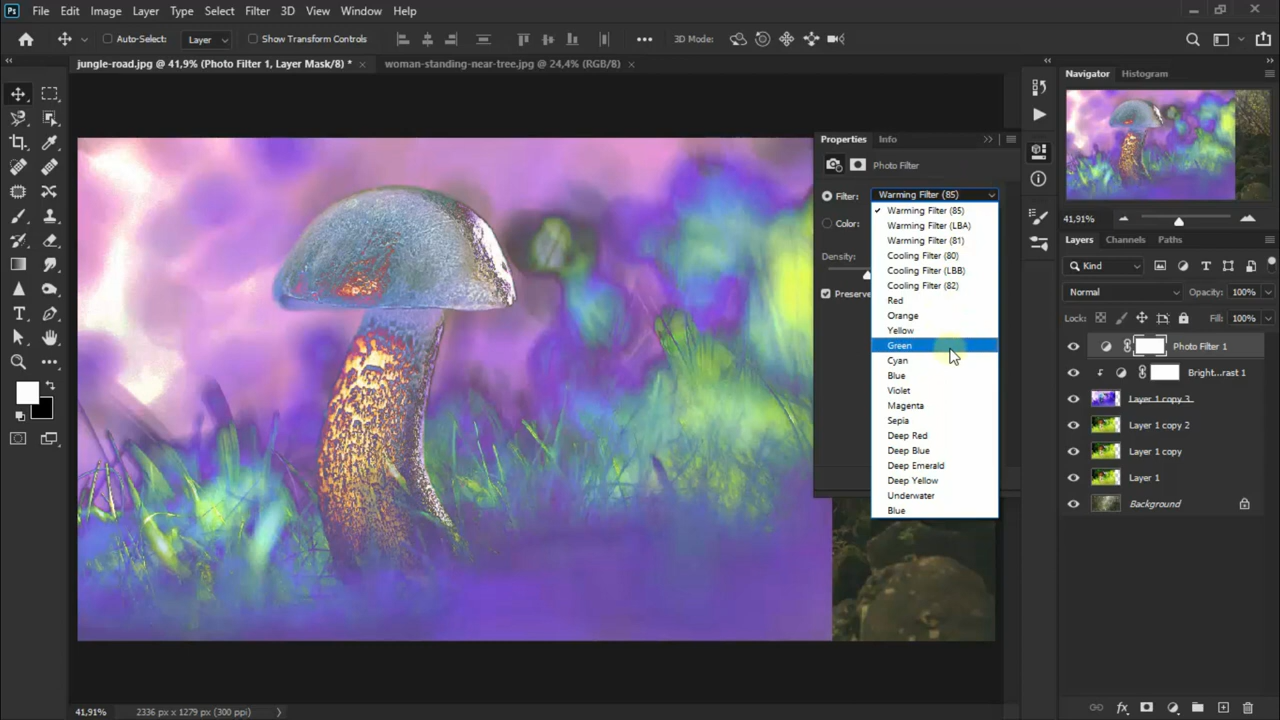 Ps File Edit Image Layer Type Select Filter 3D View Window Help
Auto-Select: Layer Show Transform Controls 3D Mode:
jungle-road.jpg @ 41,9% (Photo Filter 1, Layer Mask/8) * × woman-standing-near-tree.jpg @ 24,4% (RGB/8) ×
Properties Info
Photo Filter
Filter: Warming Filter (85)
Color:
Density:
Preserve
Warming Filter (85)
Warming Filter (LBA)
Warming Filter (81)
Cooling Filter (80)
Cooling Filter (LBB)
Cooling Filter (82)
Red
Orange
Yellow
Green
Cyan
Blue
Violet
Magenta
Sepia
Deep Red
Deep Blue
Deep Emerald
Deep Yellow
Underwater
Blue
Navigator Histogram
41,91%
Layers Channels Paths
Kind
Normal Opacity: 100%
Lock: Fill: 100%
Photo Filter 1
Bright...rast 1
Layer 1 copy 3
Layer 1 copy 2
Layer 1 copy
Layer 1
Background
41,91% 2336 px x 1279 px (300 ppi)